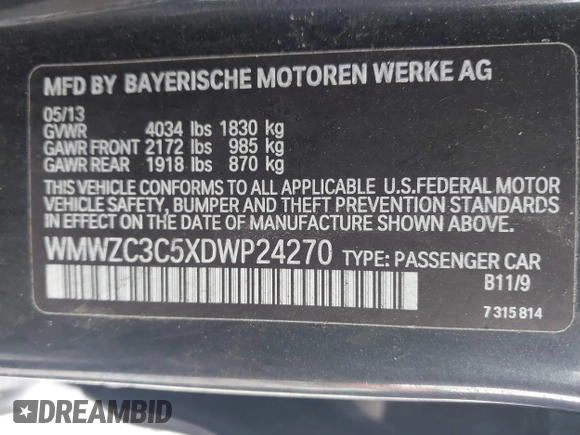 MFD BY BAYERISCHE MOTOREN WERKE AG
05/13
GVWR 4034 lbs 1830 kg
GAWR FRONT 2172 lbs 985 kg
GAWR REAR 1918 lbs 870 kg
THIS VEHICLE CONFORMS TO ALL APPLICABLE U.S.FEDERAL MOTOR
VEHICLE SAFETY, BUMPER AND THEFT PREVENTION STANDARDS
IN EFFECT ON THE DATE OF MANUFACTURE SHOWN ABOVE.
WMWZC3C5XDWP24270 TYPE: PASSENGER CAR
B11/9
7 315 814
DREAMBID